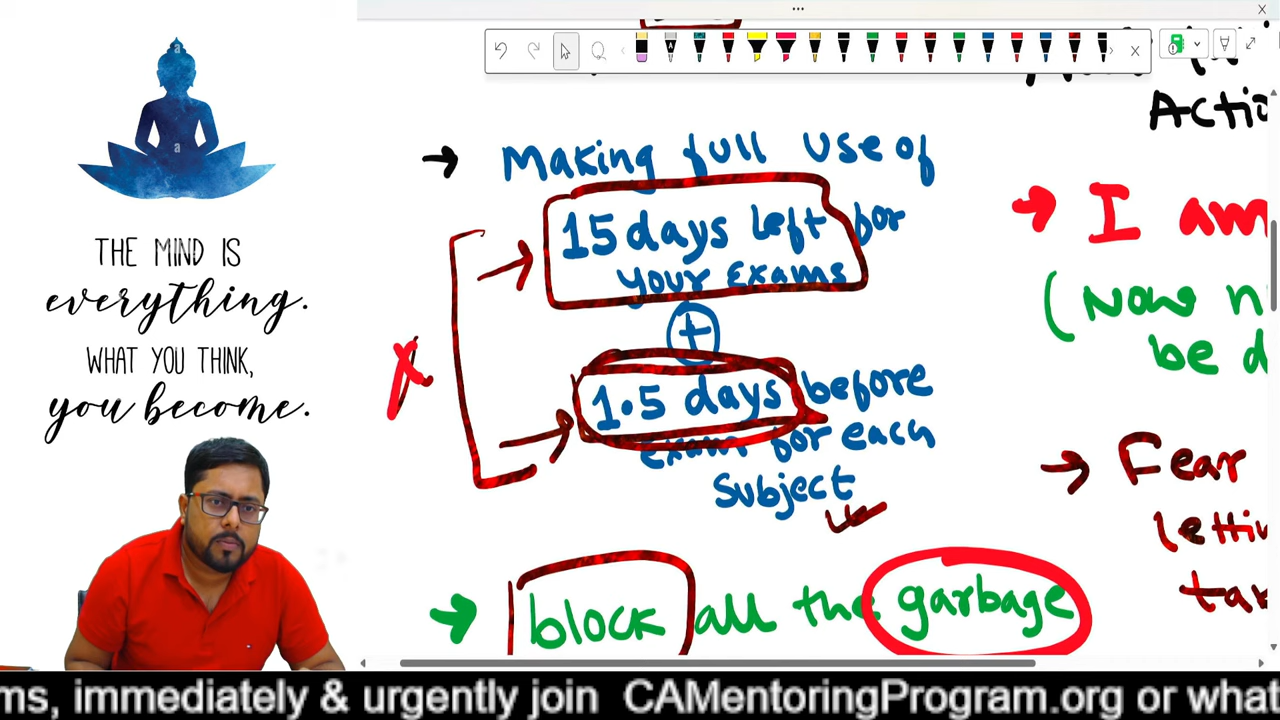 THE MIND IS
everything.
WHAT YOU THINK,
you become.
Actio
→ Making full use of
15 days left for
your Exams
+
1.5 days before
exam for each
Subject
→ block all the garbage
→ I am
(Now n
be d
→ Fear
letti
tar
ms, immediately & urgently join CAMentoringProgram.org or what